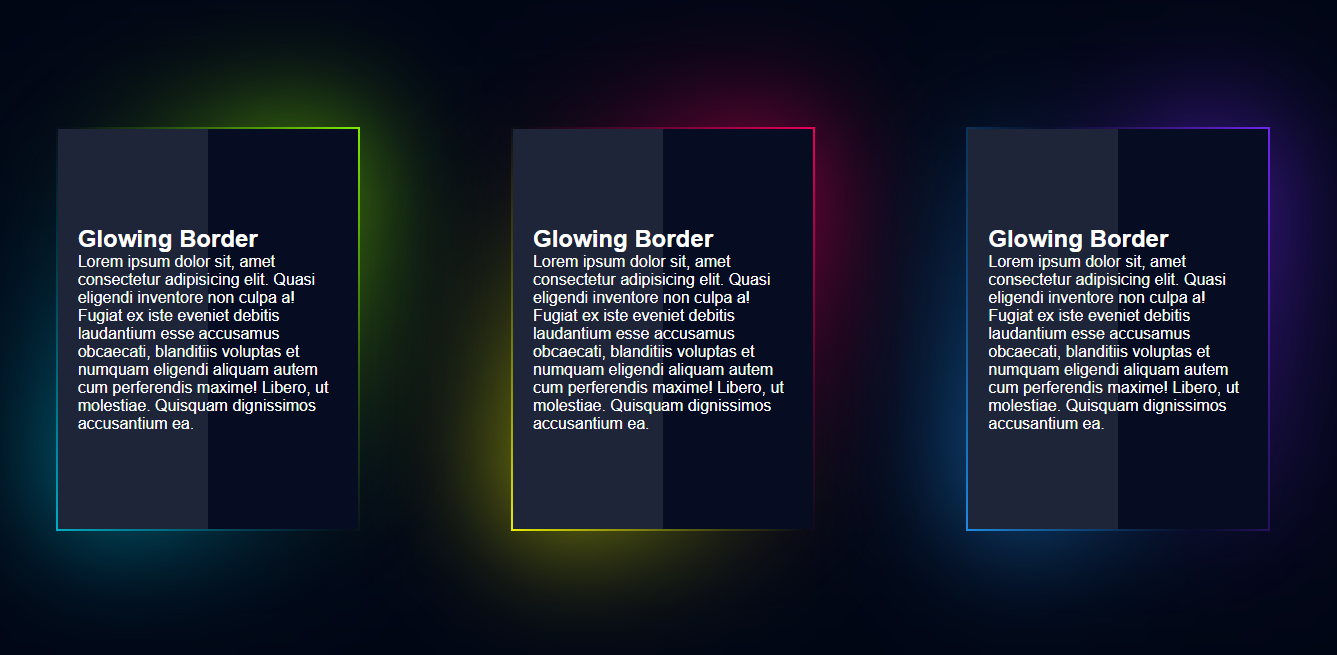 Glowing Border
Lorem ipsum dolor sit, amet
consectetur adipisicing elit. Quasi
eligendi inventore non culpa a!
Fugiat ex iste eveniet debitis
laudantium esse accusamus
obcaecati, blanditiis voluptas et
numquam eligendi aliquam autem
cum perferendis maxime! Libero, ut
molestiae. Quisquam dignissimos
accusantium ea.
Glowing Border
Lorem ipsum dolor sit, amet
consectetur adipisicing elit. Quasi
eligendi inventore non culpa a!
Fugiat ex iste eveniet debitis
laudantium esse accusamus
obcaecati, blanditiis voluptas et
numquam eligendi aliquam autem
cum perferendis maxime! Libero, ut
molestiae. Quisquam dignissimos
accusantium ea.
Glowing Border
Lorem ipsum dolor sit, amet
consectetur adipisicing elit. Quasi
eligendi inventore non culpa a!
Fugiat ex iste eveniet debitis
laudantium esse accusamus
obcaecati, blanditiis voluptas et
numquam eligendi aliquam autem
cum perferendis maxime! Libero, ut
molestiae. Quisquam dignissimos
accusantium ea.